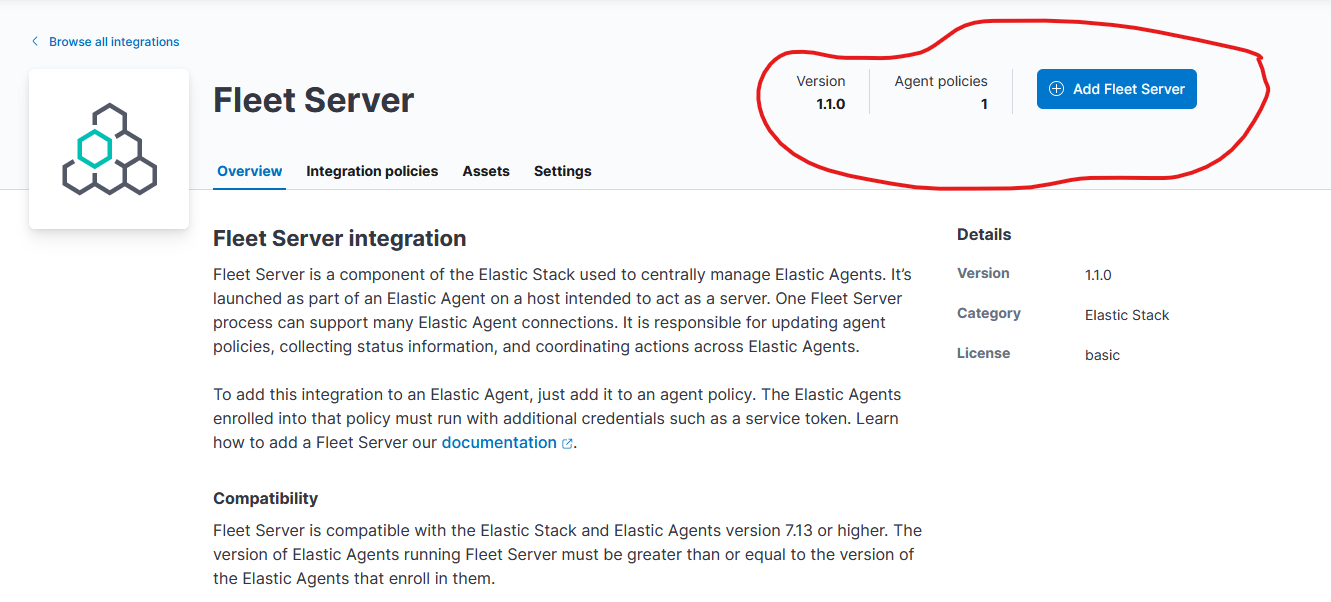 Browse all integrations
Fleet Server
Version
1.1.0
Agent policies
1
Add Fleet Server
Overview
Integration policies
Assets
Settings
Fleet Server integration
Fleet Server is a component of the Elastic Stack used to centrally manage Elastic Agents. It’s
launched as part of an Elastic Agent on a host intended to act as a server. One Fleet Server
process can support many Elastic Agent connections. It is responsible for updating agent
policies, collecting status information, and coordinating actions across Elastic Agents.
To add this integration to an Elastic Agent, just add it to an agent policy. The Elastic Agents
enrolled into that policy must run with additional credentials such as a service token. Learn
how to add a Fleet Server our documentation.
Compatibility
Fleet Server is compatible with the Elastic Stack and Elastic Agents version 7.13 or higher. The
version of Elastic Agents running Fleet Server must be greater than or equal to the version of
the Elastic Agents that enroll in them.
Details
Version 1.1.0
Category Elastic Stack
License basic